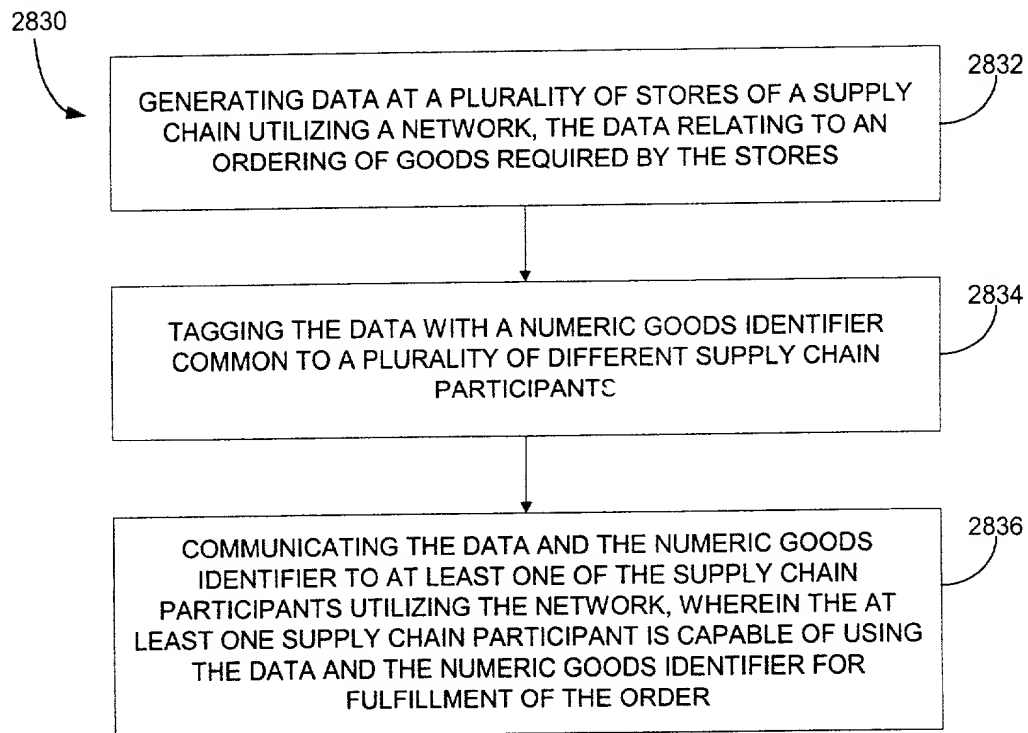 2830
2832
GENERATING DATA AT A PLURALITY OF STORES OF A SUPPLY
CHAIN UTILIZING A NETWORK, THE DATA RELATING TO AN
ORDERING OF GOODS REQUIRED BY THE STORES
2834
TAGGING THE DATA WITH A NUMERIC GOODS IDENTIFIER
COMMON TO A PLURALITY OF DIFFERENT SUPPLY CHAIN
PARTICIPANTS
2836
COMMUNICATING THE DATA AND THE NUMERIC GOODS
IDENTIFIER TO AT LEAST ONE OF THE SUPPLY CHAIN
PARTICIPANTS UTILIZING THE NETWORK, WHEREIN THE AT
LEAST ONE SUPPLY CHAIN PARTICIPANT IS CAPABLE OF USING
THE DATA AND THE NUMERIC GOODS IDENTIFIER FOR
FULFILLMENT OF THE ORDER